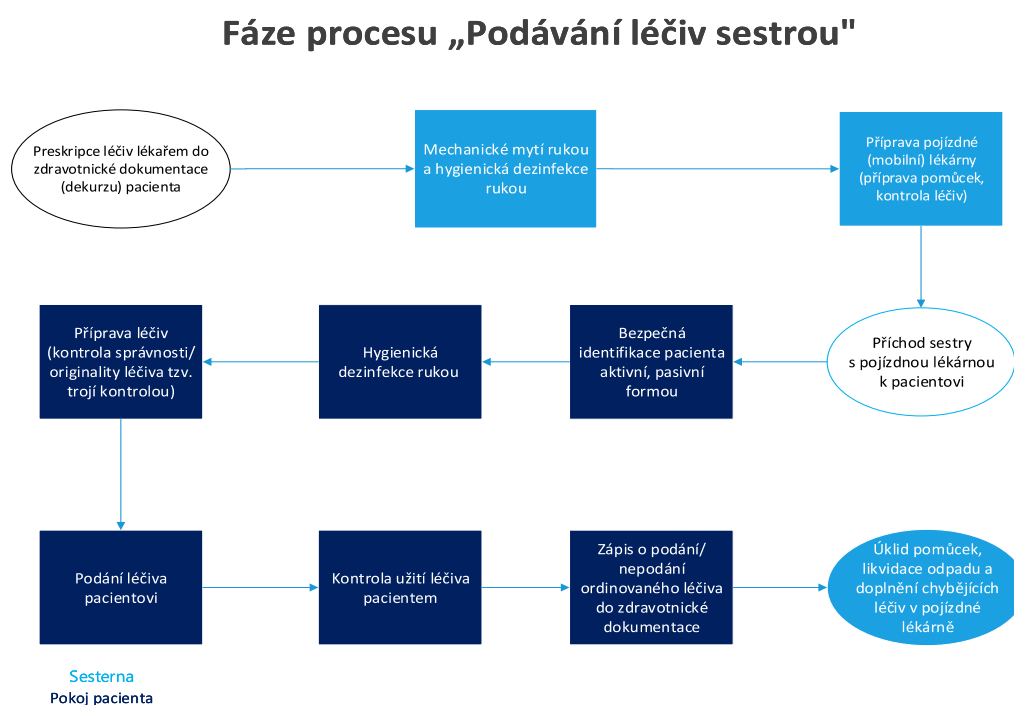 Fáze procesu „Podávání léčiv sestrou"
Preskripce léčiv lékařem do
zdravotnické dokumentace
(dekurzu) pacienta
Mechanické mytí rukou
a hygienická dezinfekce
rukou
Příprava pojízdné
(mobilní) lékárny
(příprava pomůcek,
kontrola léčiv)
Příchod sestry
s pojízdnou lékárnou
k pacientovi
Bezpečná
identifikace pacienta
aktivní, pasivní
formou
Hygienická
dezinfekce rukou
Příprava léčiv
(kontrola správnosti/
originality léčiva tzv.
trojí kontrolou)
Podání léčiva
pacientovi
Kontrola užití léčiva
pacientem
Zápis o podání/
nepodání
ordinovaného léčiva
do zdravotnické
dokumentace
Úklid pomůcek,
likvidace odpadu a
doplnění chybějících
léčiv v pojízdné
lékárně
Sesterna
Pokoj pacienta